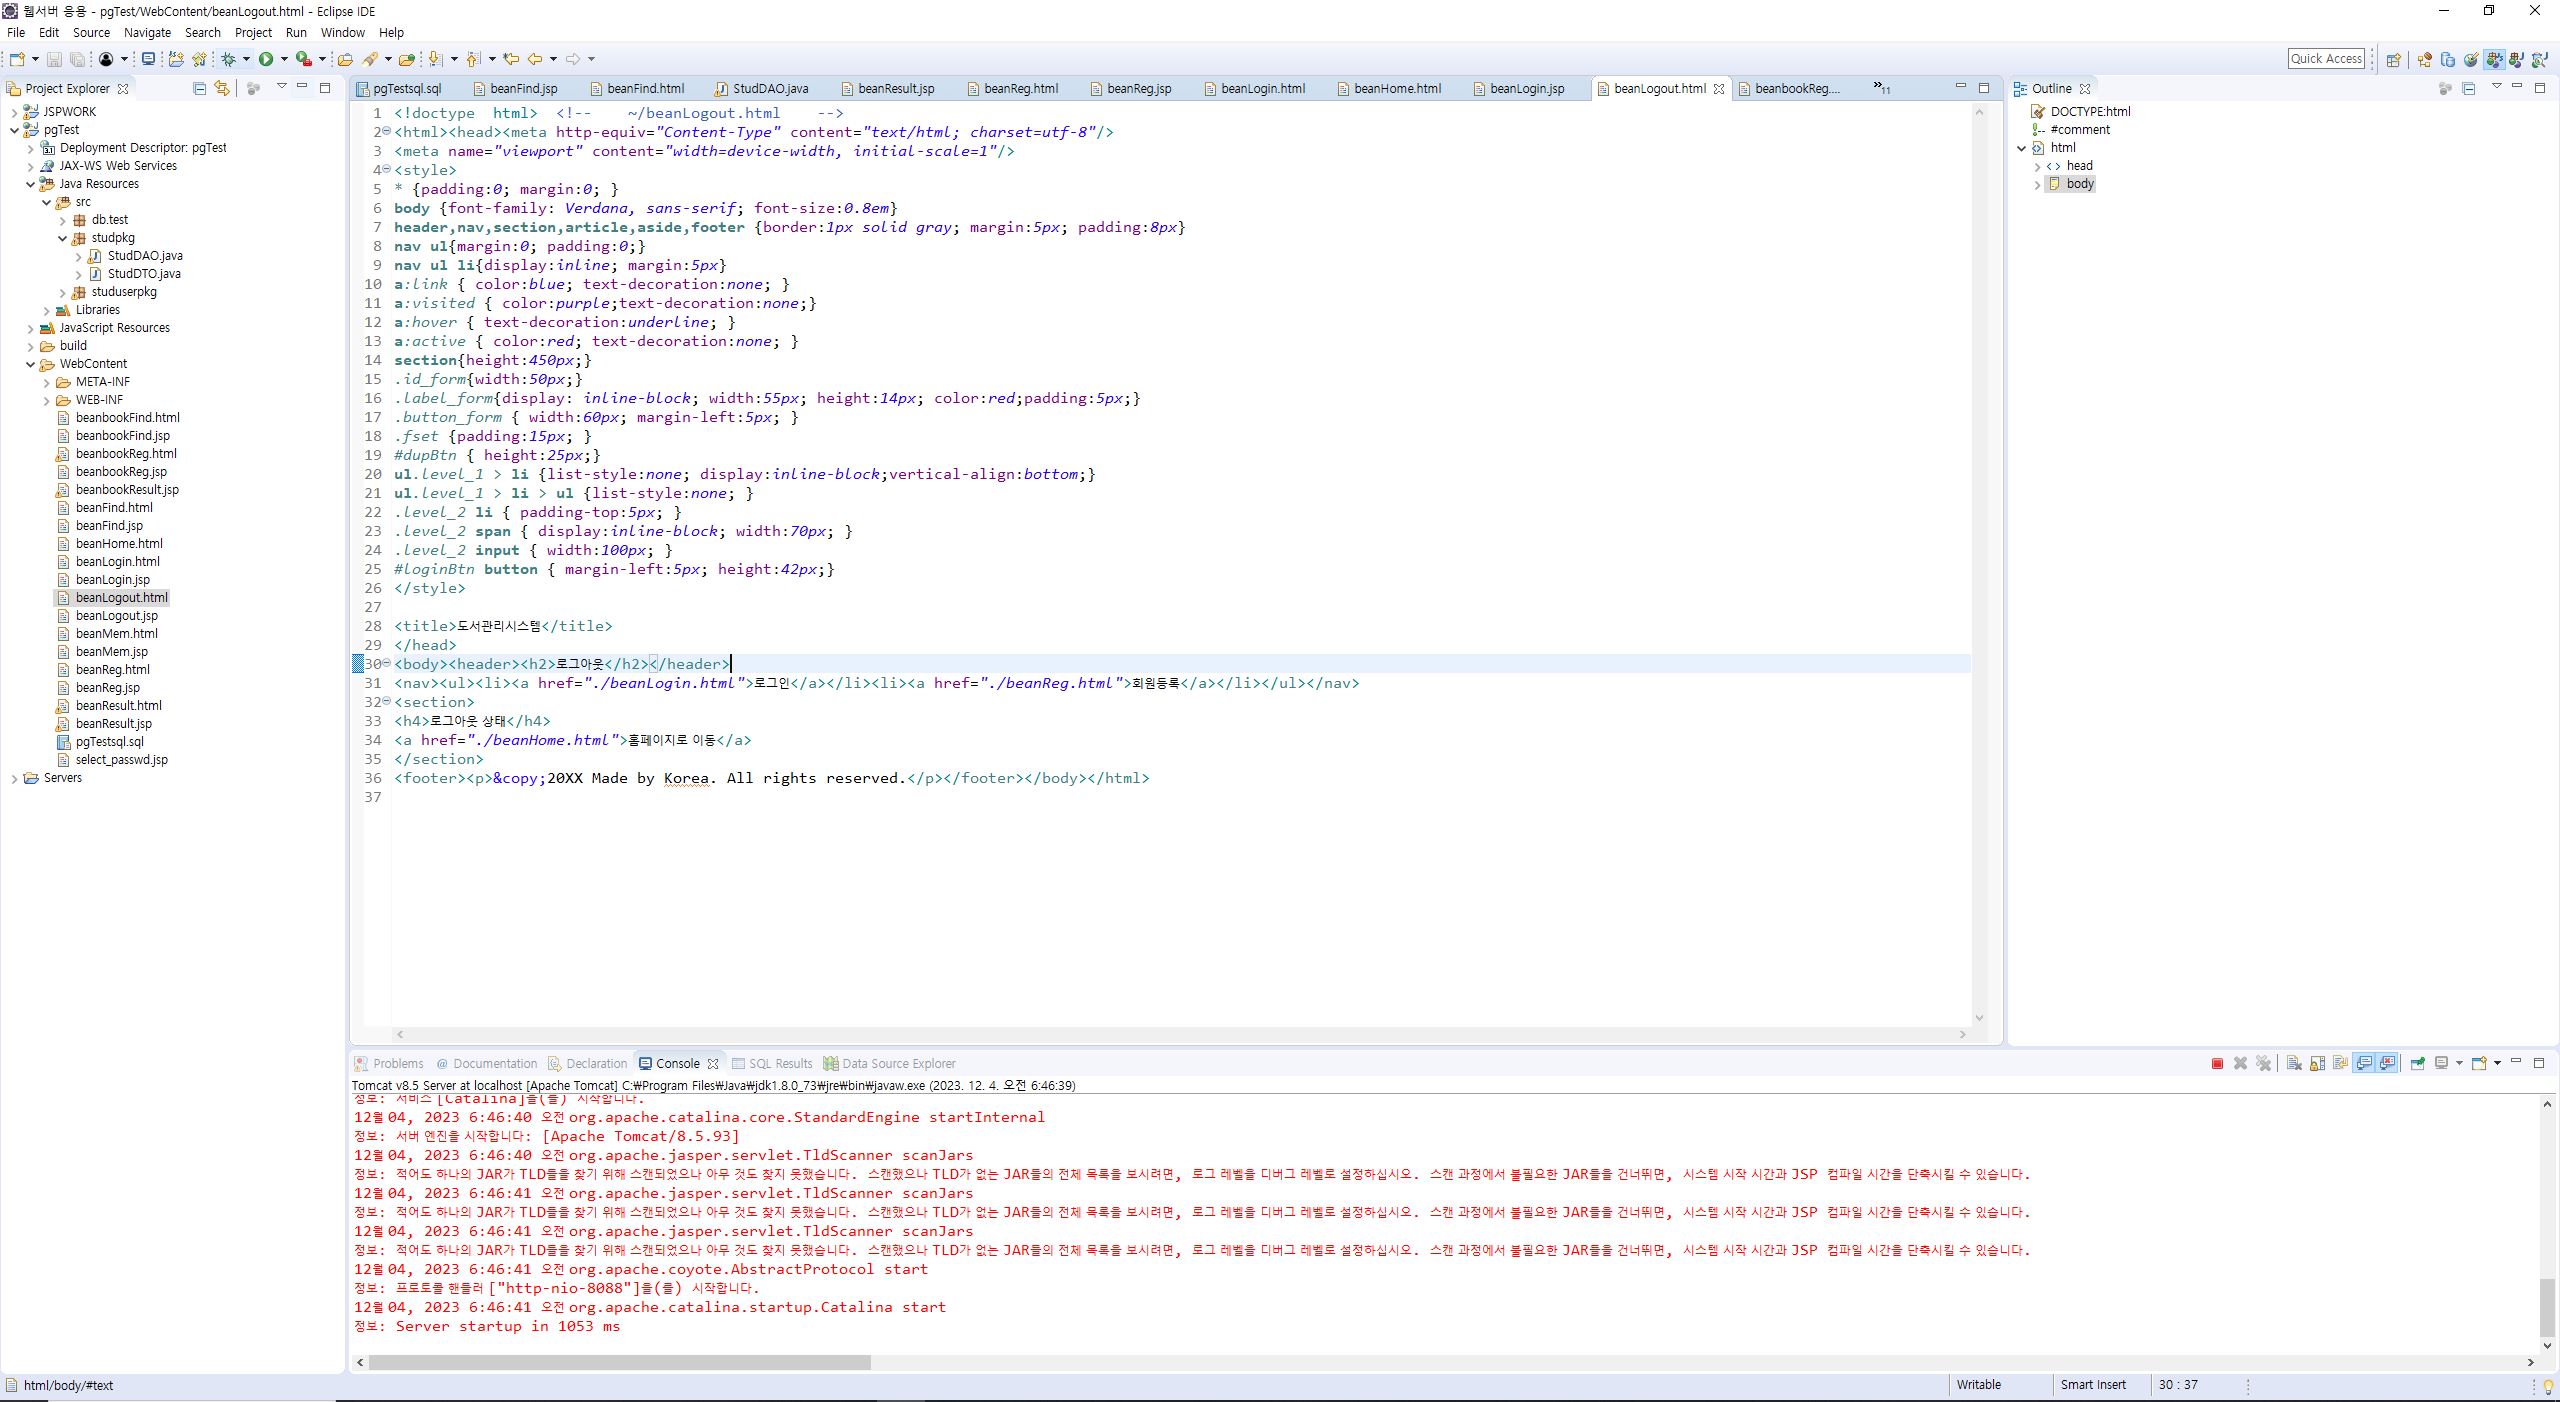 웹서버 응용 - pgTest/WebContent/beanLogout.html - Eclipse IDE
File Edit Source Navigate Search Project Run Window Help
Quick Access
Project Explorer
JSPWORK
pgTest
Deployment Descriptor: pgTest
JAX-WS Web Services
Java Resources
src
db.test
studpkg
StudDAO.java
StudDTO.java
studuserpkg
Libraries
JavaScript Resources
build
WebContent
META-INF
WEB-INF
beanbookFind.html
beanbookFind.jsp
beanbookReg.html
beanbookReg.jsp
beanbookResult.jsp
beanFind.html
beanFind.jsp
beanHome.html
beanLogin.html
beanLogin.jsp
beanLogout.html
beanLogout.jsp
beanMem.html
beanMem.jsp
beanReg.html
beanReg.jsp
beanResult.html
beanResult.jsp
pgTestsql.sql
select_passwd.jsp
Servers
pgTestsql.sql beanFind.jsp beanFind.html StudDAO.java beanResult.jsp beanReg.html beanReg.jsp beanLogin.html beanHome.html beanLogin.jsp beanLogout.html beanbookReg.... »11
1 <!doctype  html>  <!--    ~/beanLogout.html    -->
2 <html><head><meta http-equiv="Content-Type" content="text/html; charset=utf-8"/>
3 <meta name="viewport" content="width=device-width, initial-scale=1"/>
4 <style>
5 * {padding:0; margin:0; }
6 body {font-family: Verdana, sans-serif; font-size:0.8em}
7 header,nav,section,article,aside,footer {border:1px solid gray; margin:5px; padding:8px}
8 nav ul{margin:0; padding:0;}
9 nav ul li{display:inline; margin:5px}
10 a:link { color:blue; text-decoration:none; }
11 a:visited { color:purple;text-decoration:none;}
12 a:hover { text-decoration:underline; }
13 a:active { color:red; text-decoration:none; }
14 section{height:450px;}
15 .id_form{width:50px;}
16 .label_form{display: inline-block; width:55px; height:14px; color:red;padding:5px;}
17 .button_form { width:60px; margin-left:5px; }
18 .fset {padding:15px; }
19 #dupBtn { height:25px;}
20 ul.level_1 > li {list-style:none; display:inline-block;vertical-align:bottom;}
21 ul.level_1 > li > ul {list-style:none; }
22 .level_2 li { padding-top:5px; }
23 .level_2 span { display:inline-block; width:70px; }
24 .level_2 input { width:100px; }
25 #loginBtn button { margin-left:5px; height:42px;}
26 </style>
27
28 <title>도서관리시스템</title>
29 </head>
30 <body><header><h2>로그아웃</h2></header>
31 <nav><ul><li><a href="./beanLogin.html">로그인</a></li><li><a href="./beanReg.html">회원등록</a></li></ul></nav>
32 <section>
33 <h4>로그아웃 상태</h4>
34 <a href="./beanHome.html">홈페이지로 이동</a>
35 </section>
36 <footer><p>&copy;20XX Made by Korea. All rights reserved.</p></footer></body></html>
37
Outline
DOCTYPE:html
#comment
html
head
body
Problems @ Documentation Declaration Console SQL Results Data Source Explorer
Tomcat v8.5 Server at localhost [Apache Tomcat] C:₩Program Files₩Java₩jdk1.8.0_73₩jre₩bin₩javaw.exe (2023. 12. 4. 오전 6:46:39)
정보: 서비스 [Catalina]을(를) 시작합니다.
12월 04, 2023 6:46:40 오전 org.apache.catalina.core.StandardEngine startInternal
정보: 서버 엔진을 시작합니다: [Apache Tomcat/8.5.93]
12월 04, 2023 6:46:40 오전 org.apache.jasper.servlet.TldScanner scanJars
정보: 적어도 하나의 JAR가 TLD들을 찾기 위해 스캔되었으나 아무 것도 찾지 못했습니다. 스캔했으나 TLD가 없는 JAR들의 전체 목록을 보시려면, 로그 레벨을 디버그 레벨로 설정하십시오. 스캔 과정에서 불필요한 JAR들을 건너뛰면, 시스템 시작 시간과 JSP 컴파일 시간을 단축시킬 수 있습니다.
12월 04, 2023 6:46:41 오전 org.apache.jasper.servlet.TldScanner scanJars
정보: 적어도 하나의 JAR가 TLD들을 찾기 위해 스캔되었으나 아무 것도 찾지 못했습니다. 스캔했으나 TLD가 없는 JAR들의 전체 목록을 보시려면, 로그 레벨을 디버그 레벨로 설정하십시오. 스캔 과정에서 불필요한 JAR들을 건너뛰면, 시스템 시작 시간과 JSP 컴파일 시간을 단축시킬 수 있습니다.
12월 04, 2023 6:46:41 오전 org.apache.jasper.servlet.TldScanner scanJars
정보: 적어도 하나의 JAR가 TLD들을 찾기 위해 스캔되었으나 아무 것도 찾지 못했습니다. 스캔했으나 TLD가 없는 JAR들의 전체 목록을 보시려면, 로그 레벨을 디버그 레벨로 설정하십시오. 스캔 과정에서 불필요한 JAR들을 건너뛰면, 시스템 시작 시간과 JSP 컴파일 시간을 단축시킬 수 있습니다.
12월 04, 2023 6:46:41 오전 org.apache.coyote.AbstractProtocol start
정보: 프로토콜 핸들러 ["http-nio-8088"]을(를) 시작합니다.
12월 04, 2023 6:46:41 오전 org.apache.catalina.startup.Catalina start
정보: Server startup in 1053 ms
html/body/#text Writable Smart Insert 30 : 37